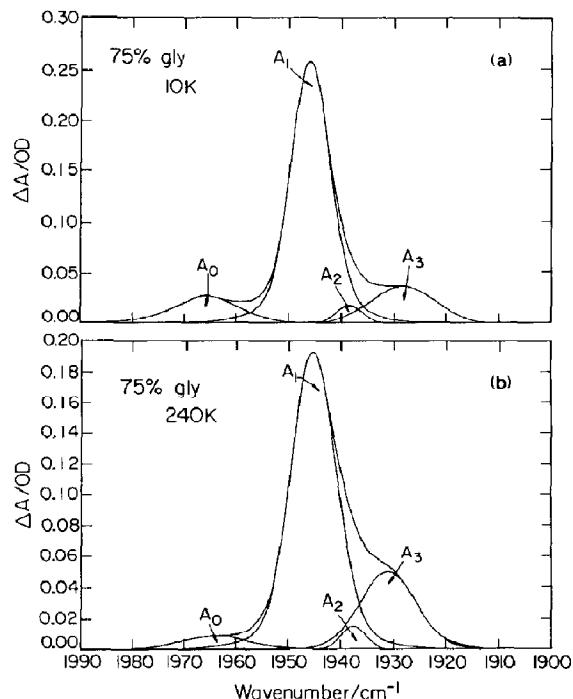 75% gly
10K
(a)
A1
A0
A2
A3
ΔA/OD
0.30
0.25
0.20
0.15
0.10
0.05
0.00
75% gly
240K
(b)
A1
A0
A2
A3
ΔA/OD
0.20
0.18
0.16
0.14
0.12
0.10
0.08
0.06
0.04
0.02
0.00
1990 1980 1970 1960 1950 1940 1930 1920 1910 1900
Wavenumber/cm⁻¹